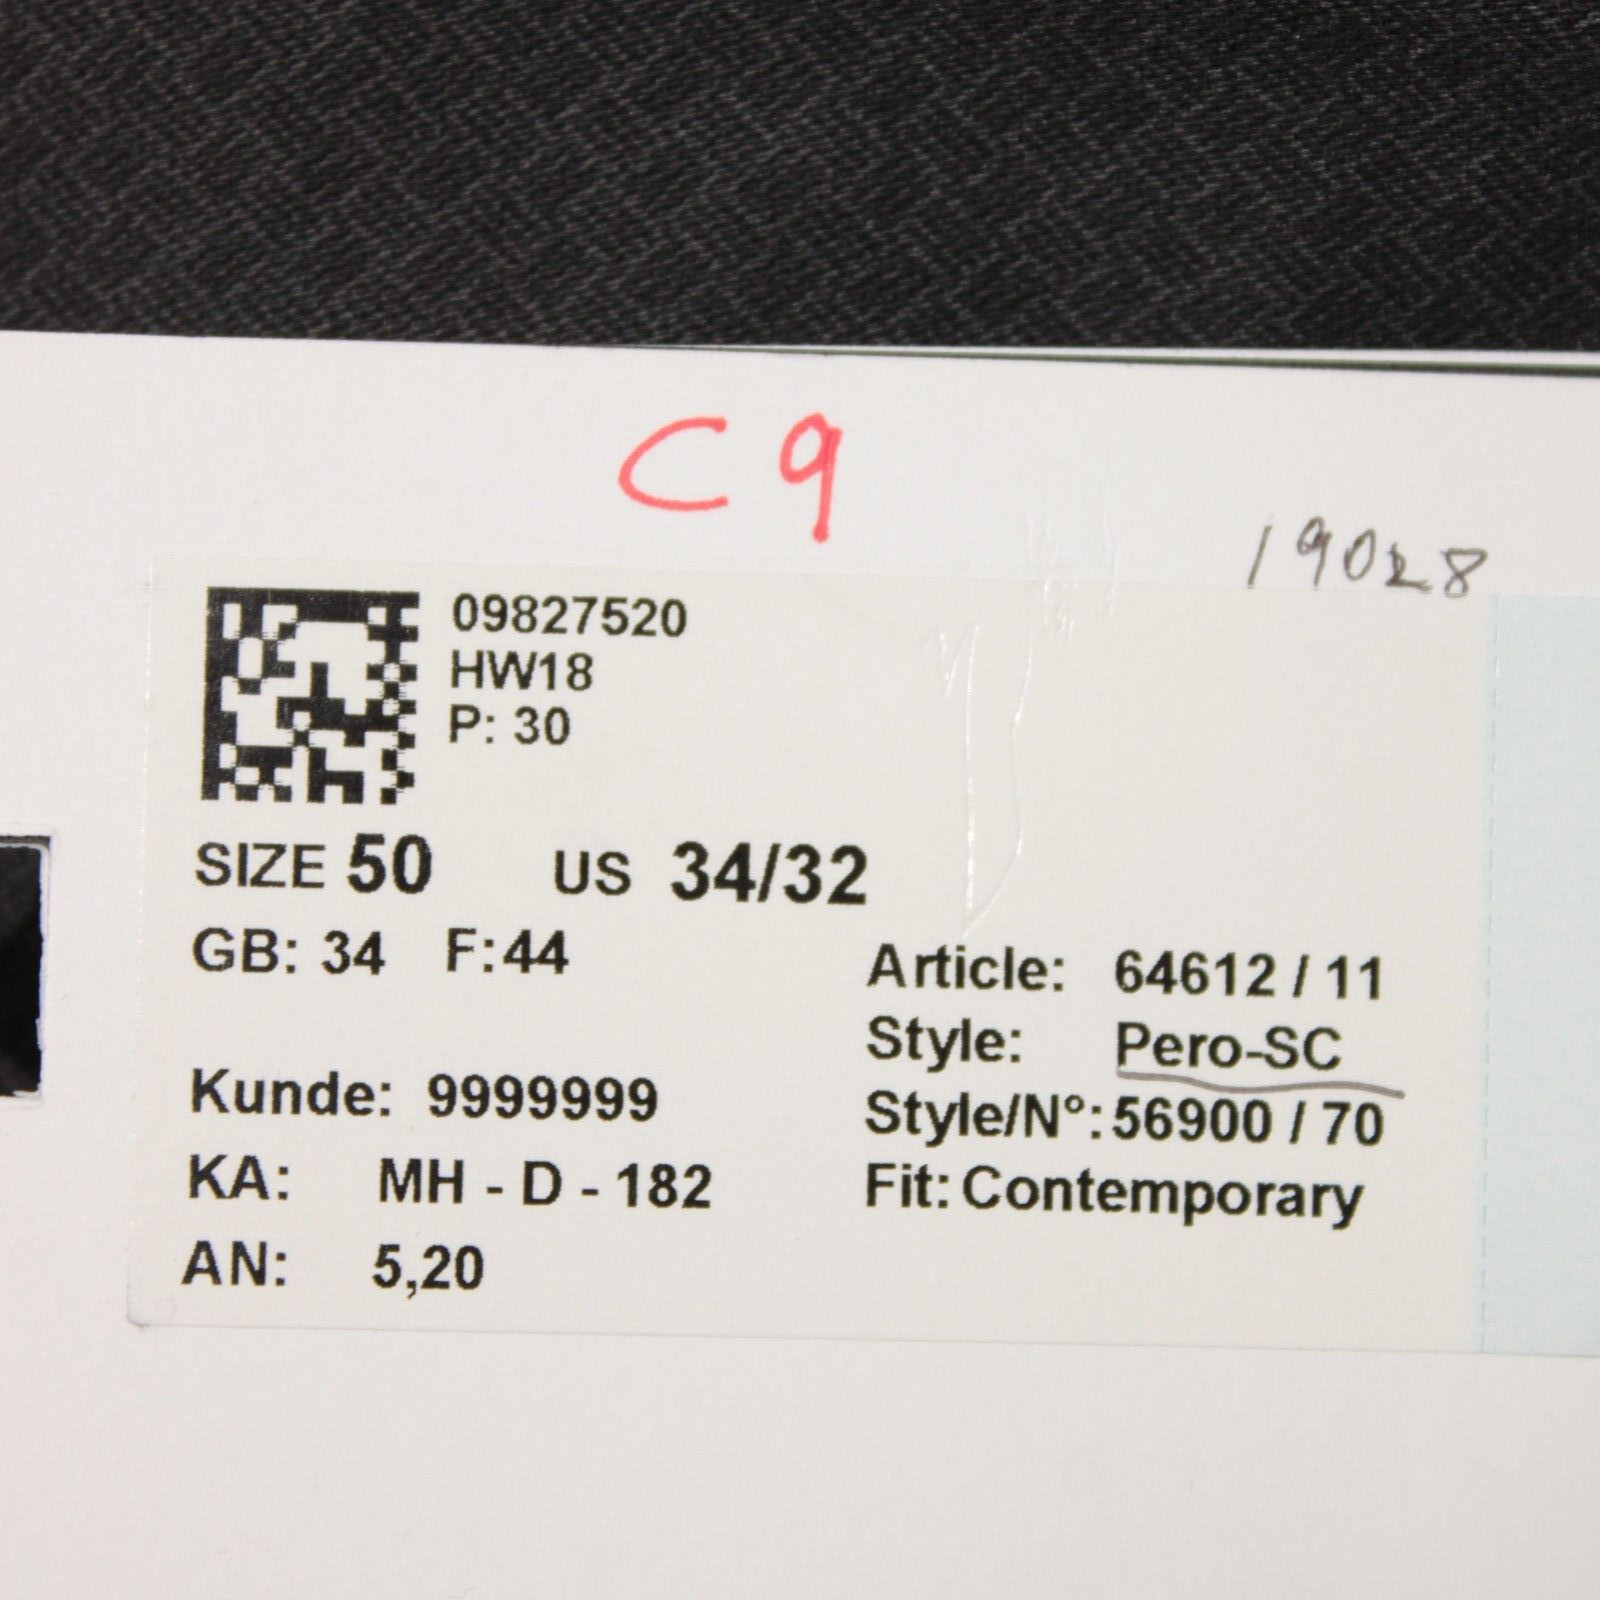 C9
19028
09827520
HW18
P: 30
SIZE 50 US 34/32
GB: 34 F:44
Kunde: 9999999
KA: MH - D - 182
AN: 5,20
Article: 64612 / 11
Style: Pero-SC
Style/N°: 56900 / 70
Fit: Contemporary